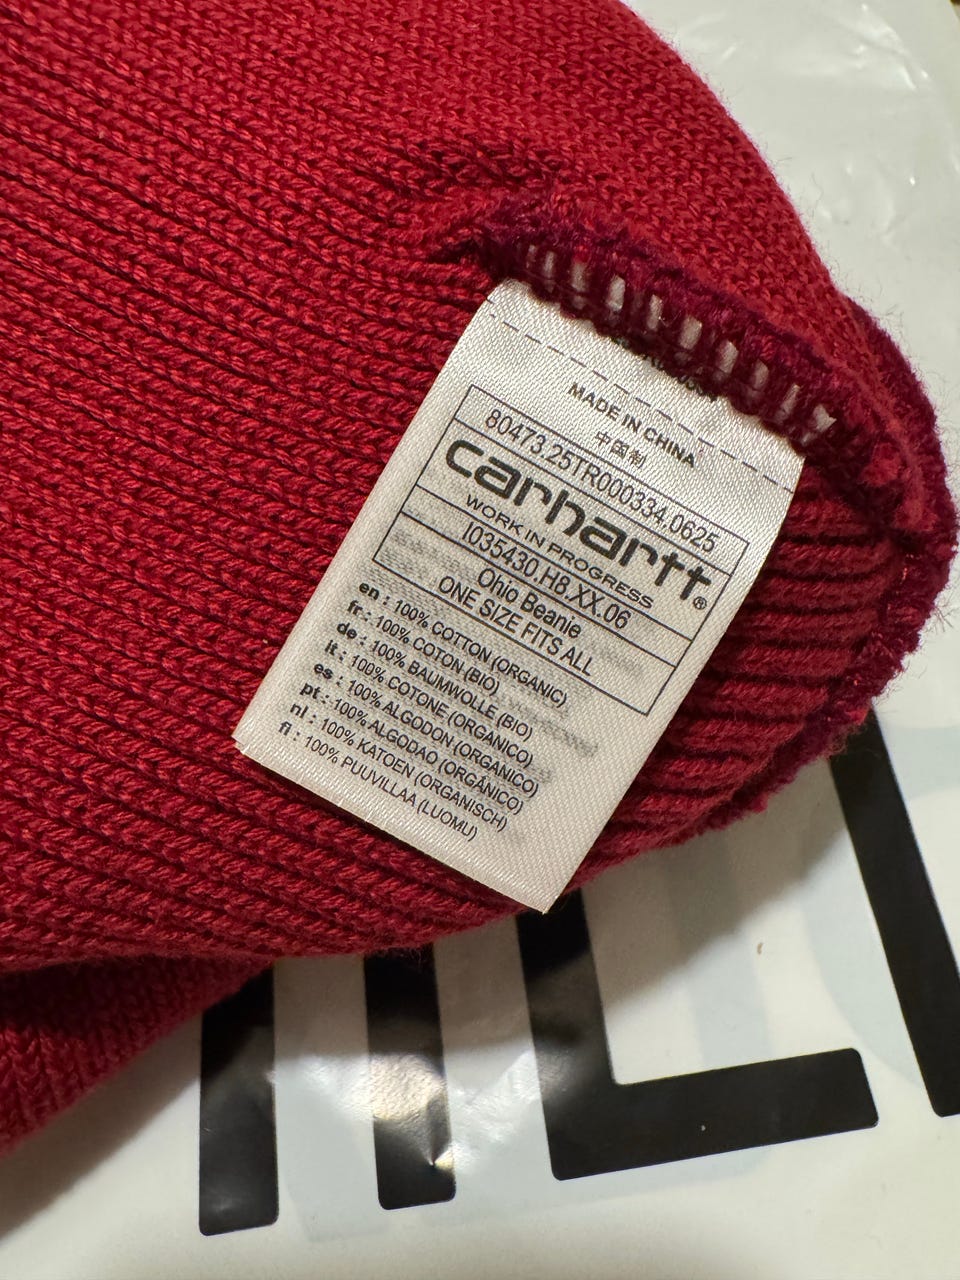 MADE IN CHINA
中国制
80473.25TR000334.0625
carhartt®
WORK IN PROGRESS
I035430.H8.XX.06
Ohio Beanie
ONE SIZE FITS ALL
en : 100% COTTON (ORGANIC)
fr : 100% COTON (BIO)
de : 100% BAUMWOLLE (BIO)
it : 100% COTONE (ORGANICO)
es : 100% ALGODON (ORGANICO)
pt : 100% ALGODAO (ORGÂNICO)
nl : 100% KATOEN (ORGANISCH)
fi : 100% PUUVILLAA (LUOMU)